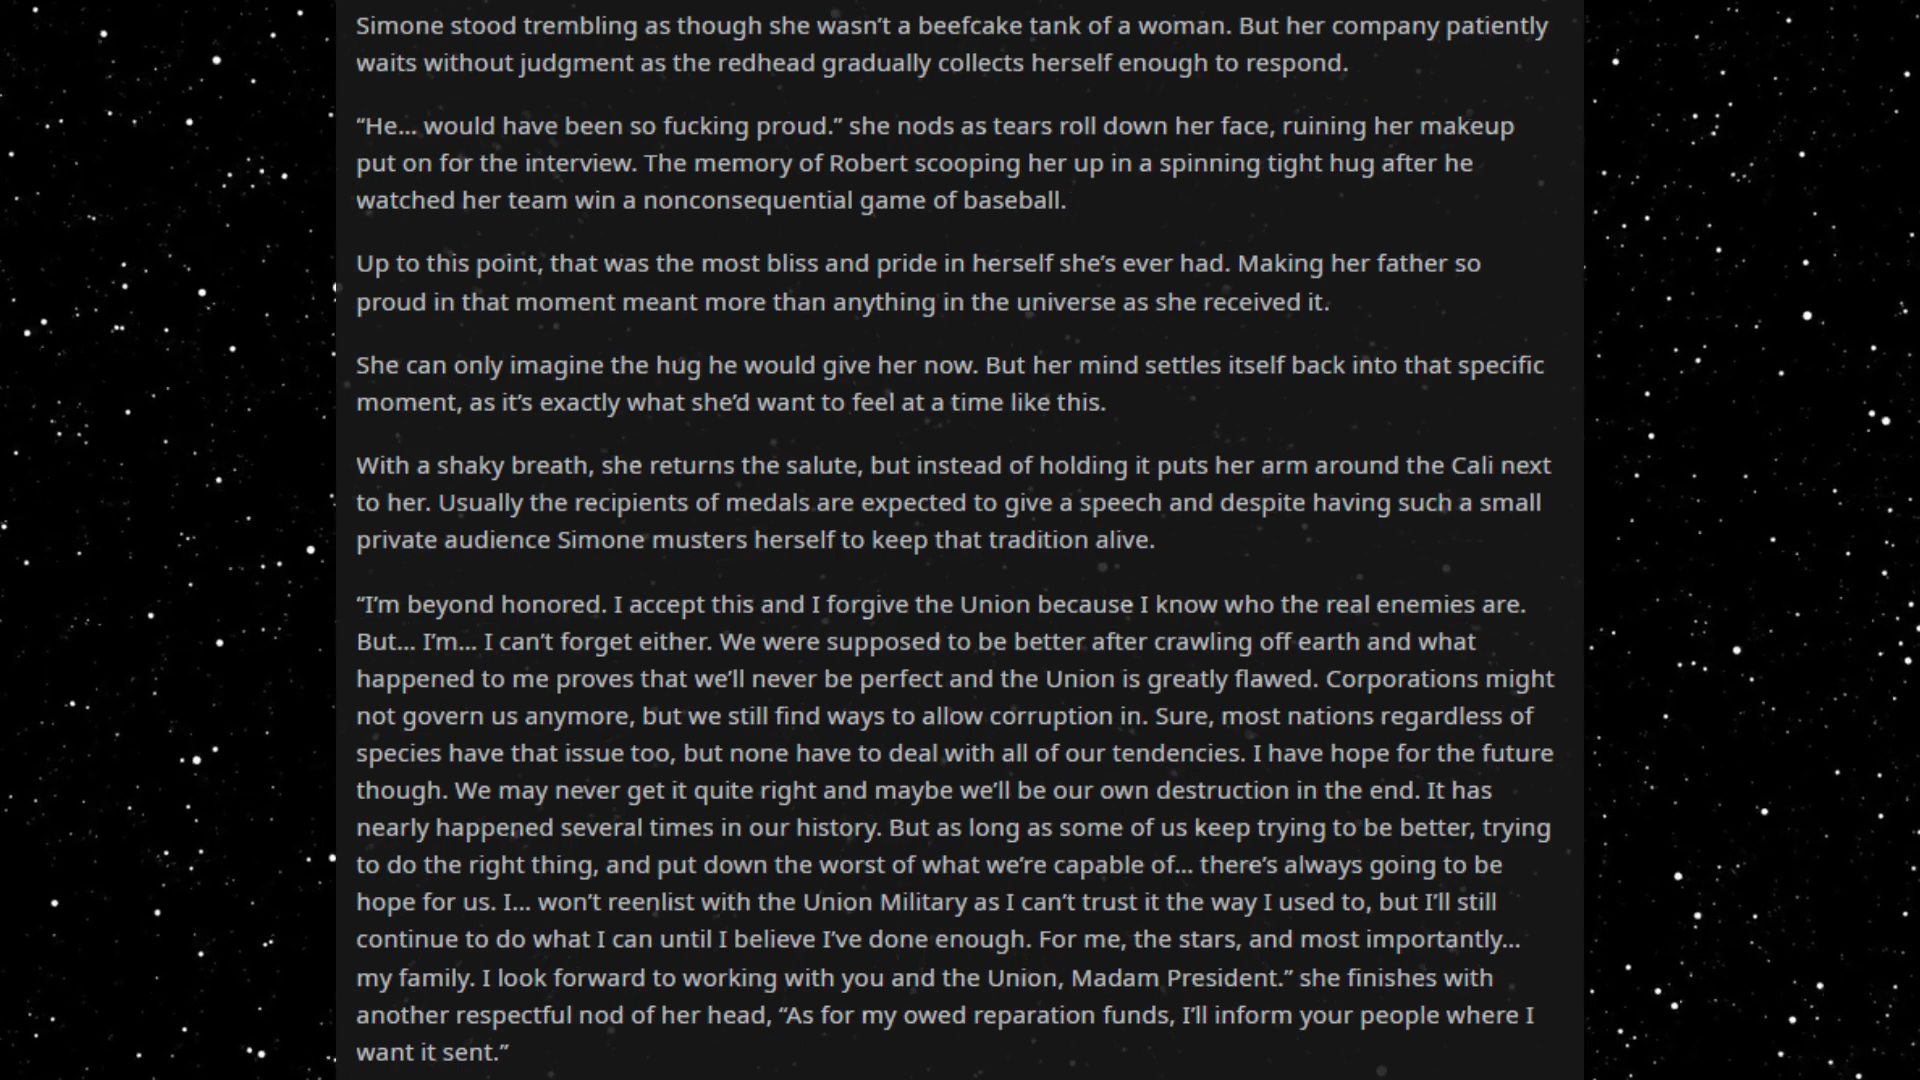 Simone stood trembling as though she wasn’t a beefcake tank of a woman. But her company patiently
waits without judgment as the redhead gradually collects herself enough to respond.
“He… would have been so fucking proud.” she nods as tears roll down her face, ruining her makeup
put on for the interview. The memory of Robert scooping her up in a spinning tight hug after he
watched her team win a nonconsequential game of baseball.
Up to this point, that was the most bliss and pride in herself she’s ever had. Making her father so
proud in that moment meant more than anything in the universe as she received it.
She can only imagine the hug he would give her now. But her mind settles itself back into that specific
moment, as it’s exactly what she’d want to feel at a time like this.
With a shaky breath, she returns the salute, but instead of holding it puts her arm around the Cali next
to her. Usually the recipients of medals are expected to give a speech and despite having such a small
private audience Simone musters herself to keep that tradition alive.
“I’m beyond honored. I accept this and I forgive the Union because I know who the real enemies are.
But… I’m… I can’t forget either. We were supposed to be better after crawling off earth and what
happened to me proves that we’ll never be perfect and the Union is greatly flawed. Corporations might
not govern us anymore, but we still find ways to allow corruption in. Sure, most nations regardless of
species have that issue too, but none have to deal with all of our tendencies. I have hope for the future
though. We may never get it quite right and maybe we’ll be our own destruction in the end. It has
nearly happened several times in our history. But as long as some of us keep trying to be better, trying
to do the right thing, and put down the worst of what we’re capable of… there’s always going to be
hope for us. I… won’t reenlist with the Union Military as I can’t trust it the way I used to, but I’ll still
continue to do what I can until I believe I’ve done enough. For me, the stars, and most importantly…
my family. I look forward to working with you and the Union, Madam President.” she finishes with
another respectful nod of her head, “As for my owed reparation funds, I’ll inform your people where I
want it sent.”